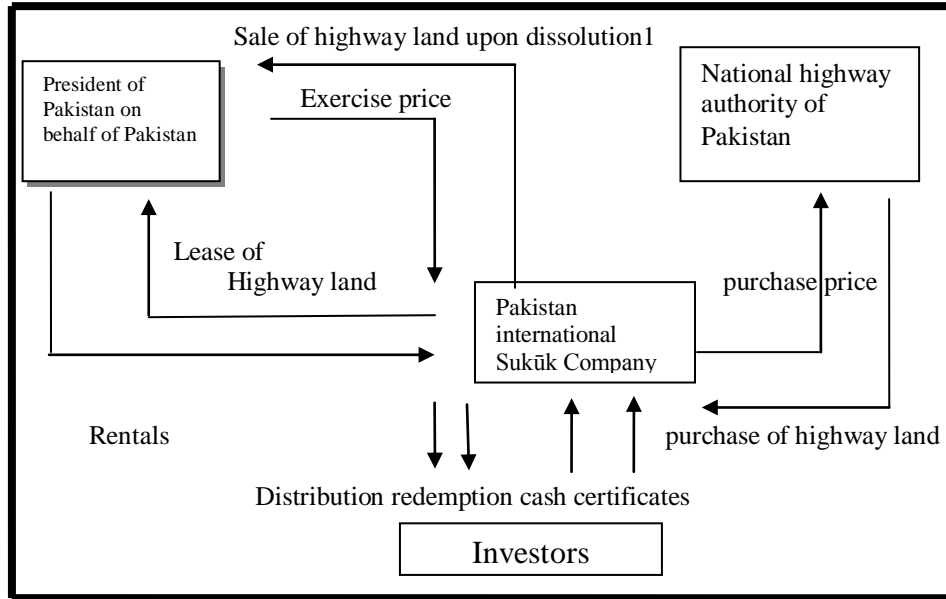 Sale of highway land upon dissolution1
President of
Pakistan on
behalf of Pakistan
Exercise price
National highway
authority of
Pakistan
Lease of
Highway land
Pakistan
international
Sukūk Company
purchase price
Rentals
purchase of highway land
Distribution redemption cash certificates
Investors